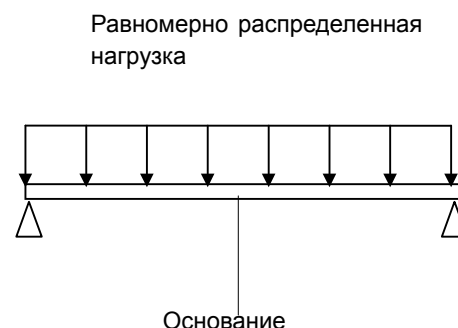 Равномерно распределенная
нагрузка
Основание